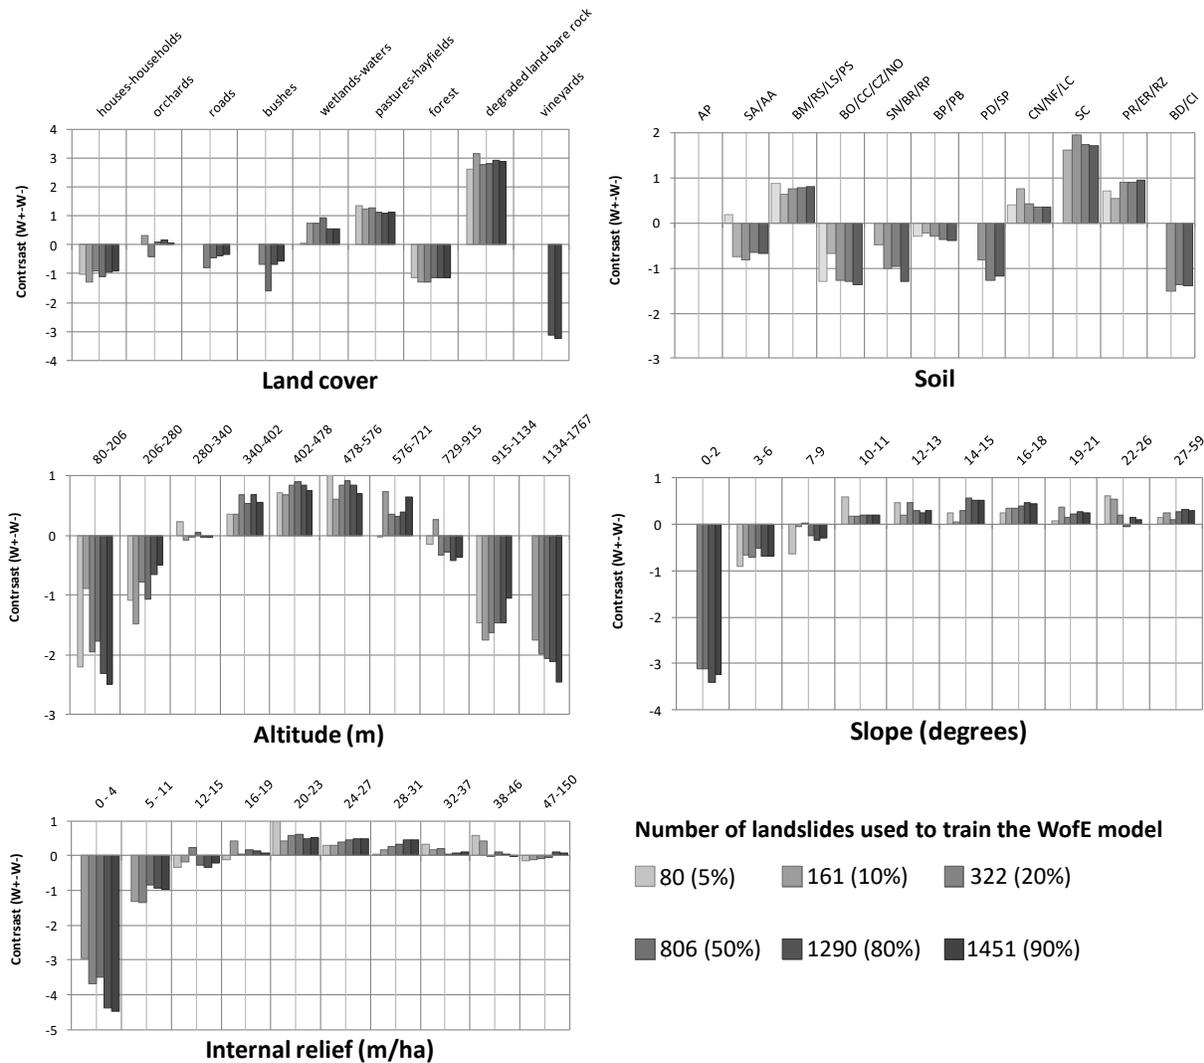 houses-households
orchards
roads
bushes
wetlands-waters
pastures-hayfields
forest
degraded land-bare rock
vineyards
4
3
2
1
0
-1
-2
-3
-4
Contrsast (W+-W-)
Land cover
AP
SA/AA
BM/RS/LS/PS
BO/CC/CZ/NO
SN/BR/RP
BP/PB
PD/SP
CN/NF/LC
SC
PR/ER/RZ
BD/CI
2
1
0
-1
-2
-3
Contrsast (W+-W-)
Soil
80-206
206-280
280-340
340-402
402-478
478-576
576-721
729-915
915-1134
1134-1767
1
0
-1
-2
-3
Contrsast (W+-W-)
Altitude (m)
0-2
3-6
7-9
10-11
12-13
14-15
16-18
19-21
22-26
27-59
1
0
-1
-2
-3
-4
Contrsast (W+-W-)
Slope (degrees)
0 - 4
5 - 11
12-15
16-19
20-23
24-27
28-31
32-37
38-46
47-150
1
0
-1
-2
-3
-4
-5
Contrsast (W+-W-)
Internal relief (m/ha)
Number of landslides used to train the WofE model
80 (5%) 161 (10%) 322 (20%)
806 (50%) 1290 (80%) 1451 (90%)